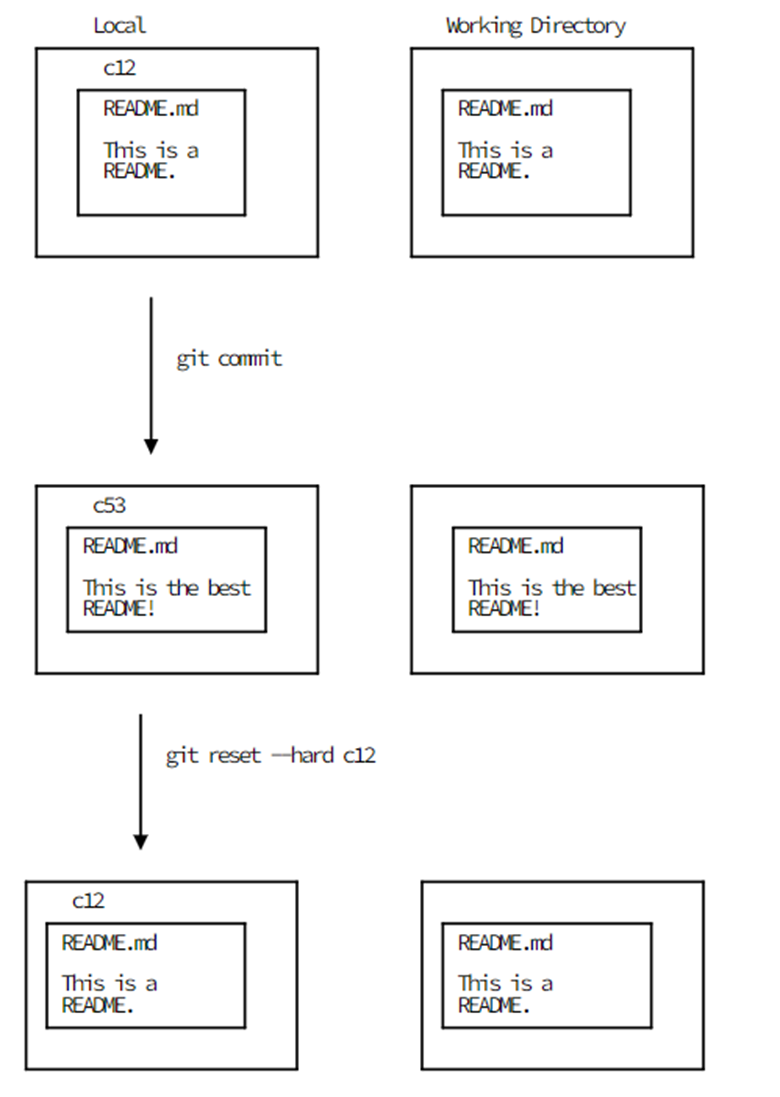 Local
Working Directory
c12
README.md
This is a
README.
README.md
This is a
README.
git commit
c53
README.md
This is the best
README!
README.md
This is the best
README!
git reset --hard c12
c12
README.md
This is a
README.
README.md
This is a
README.